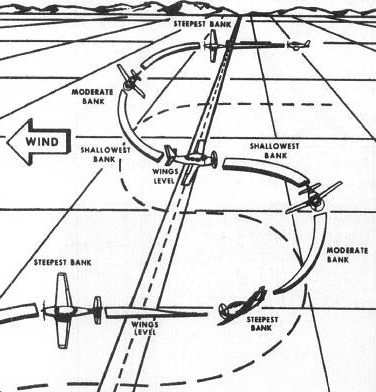 STEEPEST BANK
MODERATE
BANK
WIND
SHALLOWEST
BANK
SHALLOWEST
BANK
WINGS
LEVEL
MODERATE
BANK
STEEPEST BANK
WINGS
LEVEL
STEEPEST
BANK